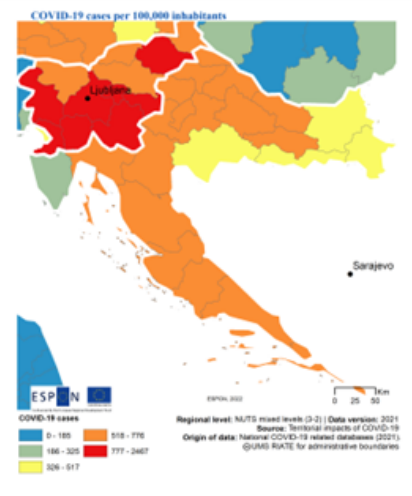 COVID-19 cases per 100,000 inhabitants
Ljubljana
Sarajevo
ESPON
ESPON, 2022
0 25 50 Km
COVID-19 cases
0 - 185
186 - 325
326 - 517
518 - 776
777 - 2467
Regional level: NUTS mixed levels (3-2) | Data version: 2021
Source: Territorial impacts of COVID-19
Origin of data: National COVID-19 related databases (2021).
@UMS RIATE for administrative boundaries